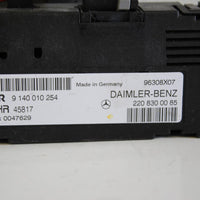 Made in Germany 96308X07
R 9 140 010 254 DAIMLER-BENZ
HR 45817 220 830 00 85
0047629